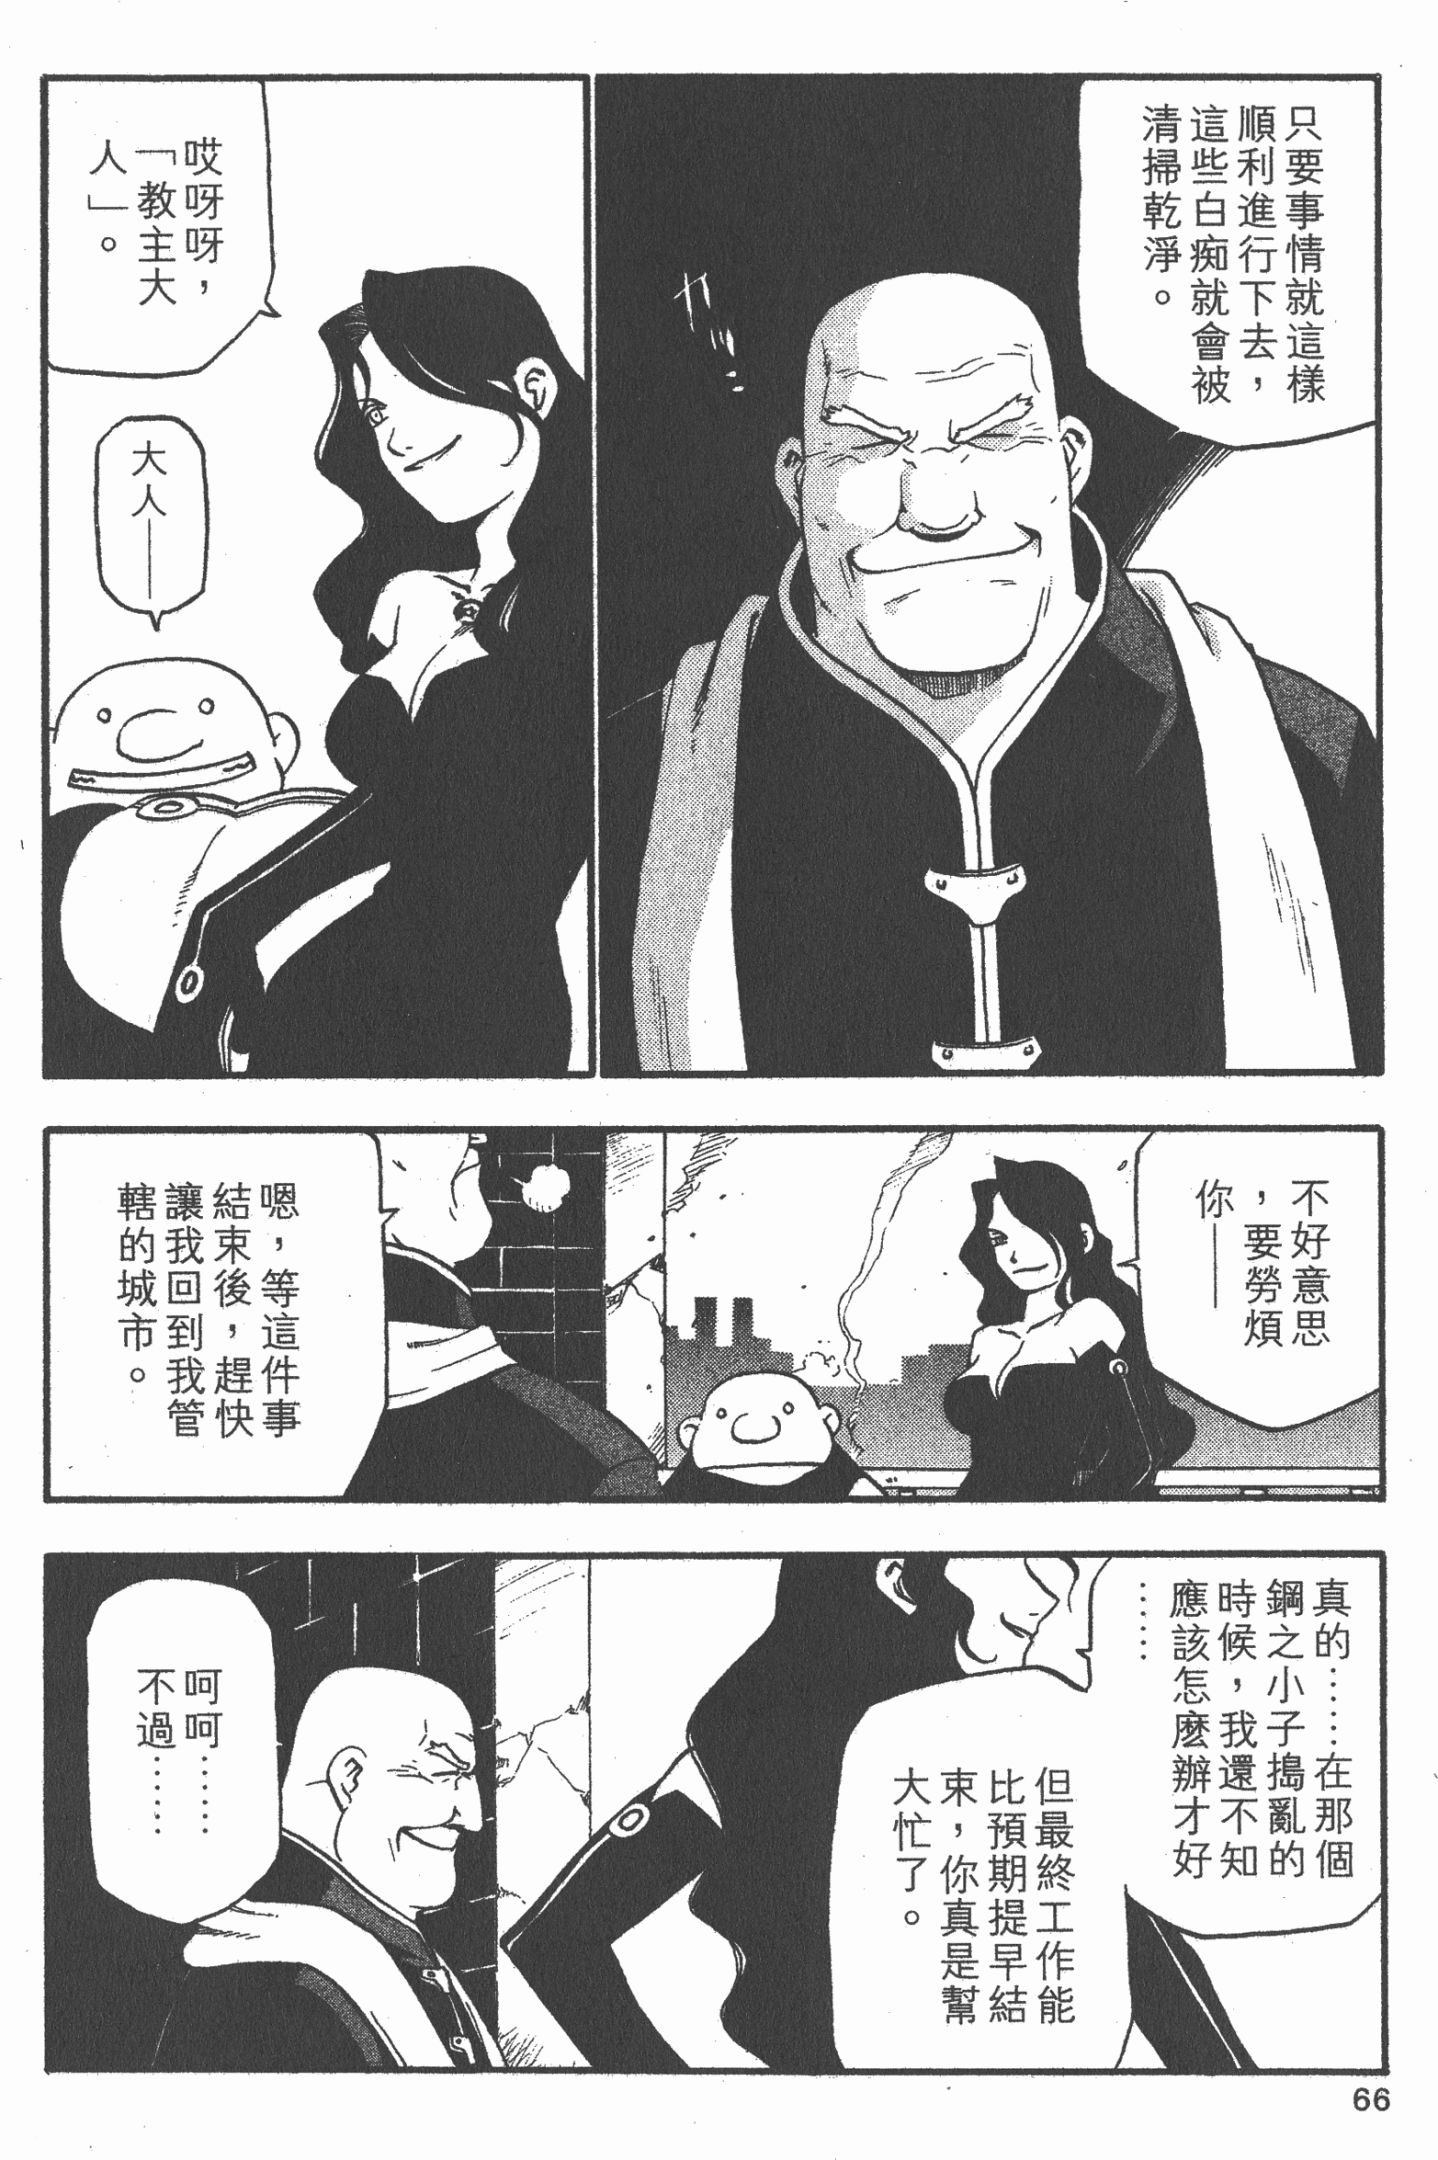 只要事情就這樣
順利進行下去，
這些白痴就會被
清掃乾淨。
哎呀呀，
「教主大
人」。
大人——
不好意思
，要勞煩
你——
嗯，等這件事
結束後，趕快
讓我回到我管
轄的城市。
真的……在那個
鋼之小子搗亂的
時候，我還不知
應該怎麼辦才好
……
但最終工作能
比預期提早結
束，你真是幫
大忙了。
呵呵……
不過……
66